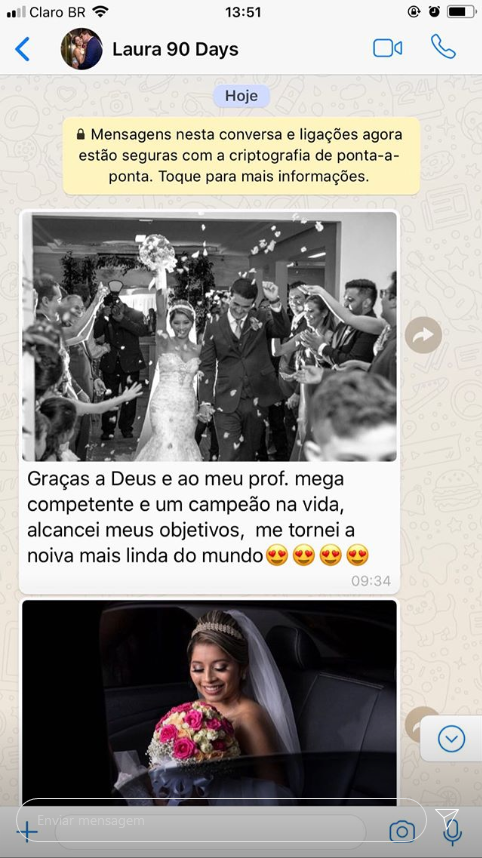 Claro BR
13:51
Laura 90 Days
Hoje
Mensagens nesta conversa e ligações agora
estão seguras com a criptografia de ponta-a-
ponta. Toque para mais informações.
Graças a Deus e ao meu prof. mega
competente e um campeão na vida,
alcancei meus objetivos, me tornei a
noiva mais linda do mundo😍😍😍😍
09:34
Enviar mensagem